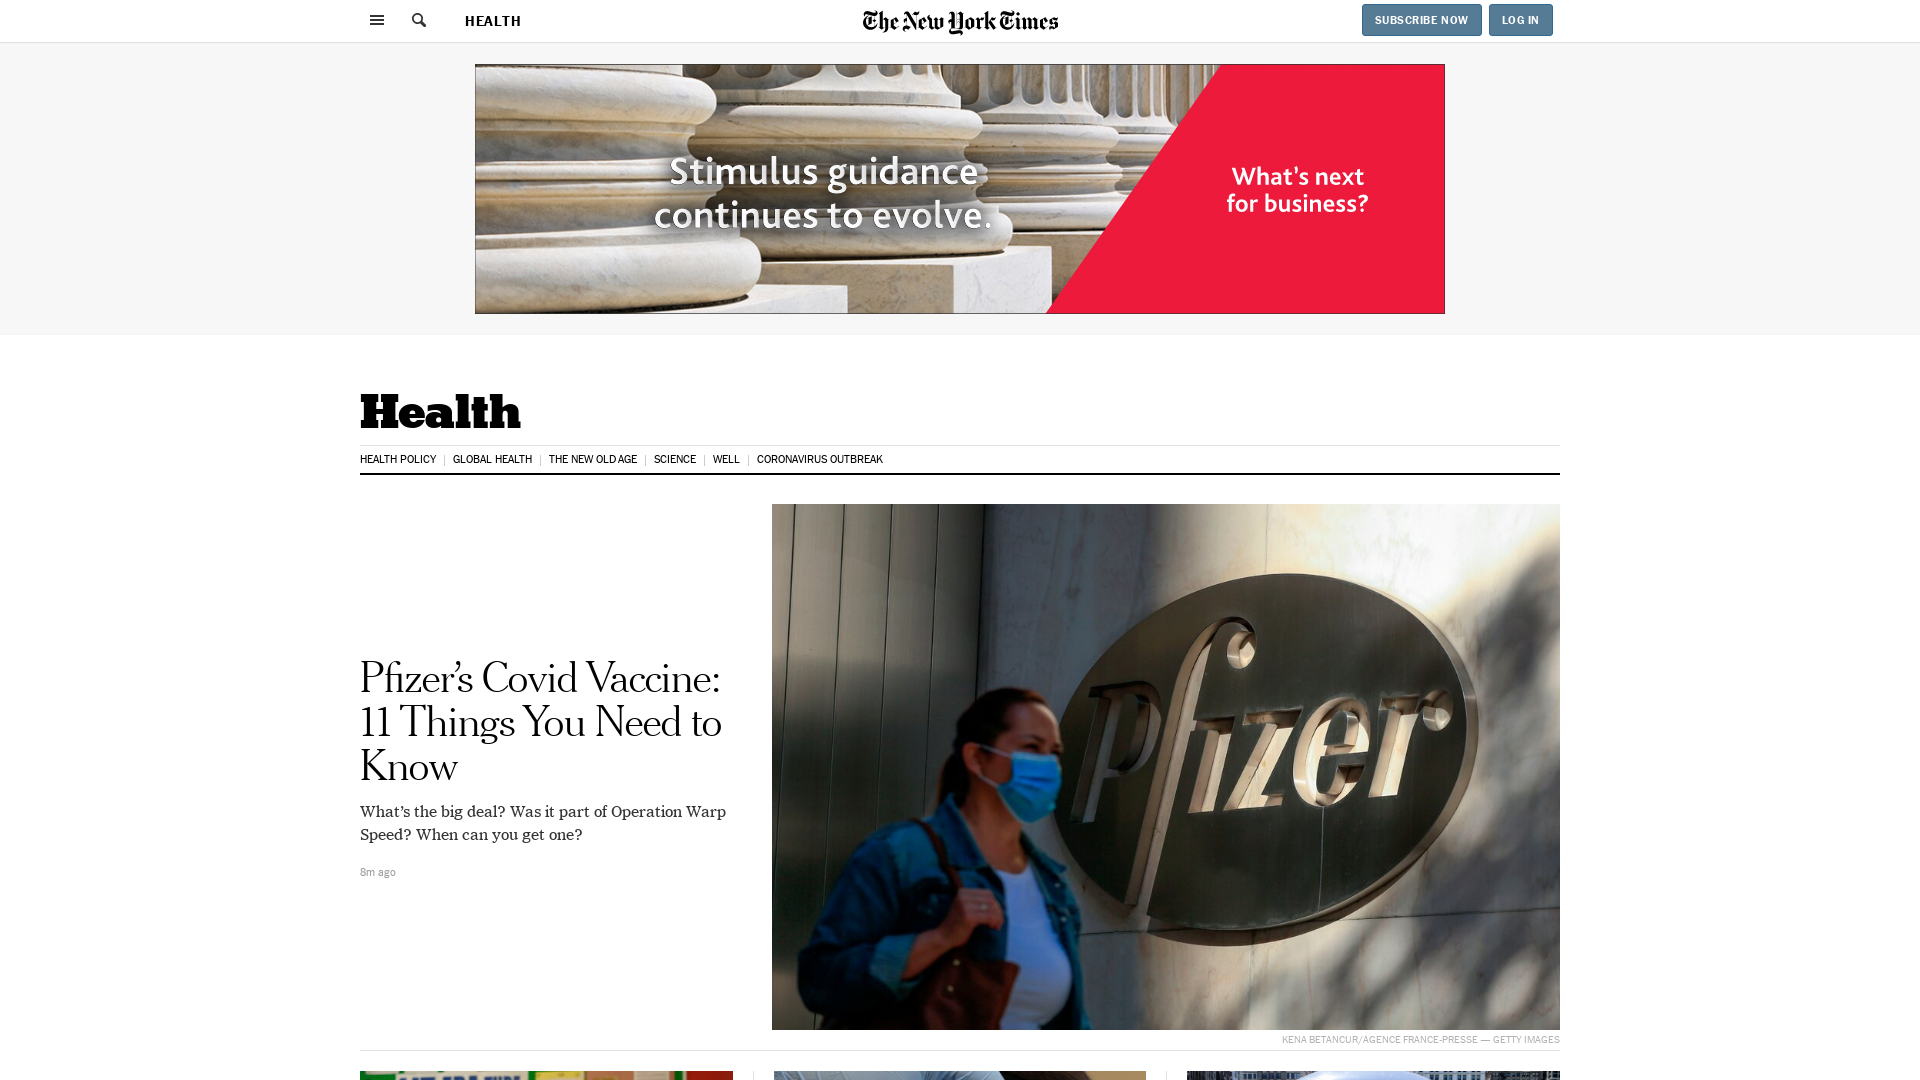 HEALTH
The New York Times
SUBSCRIBE NOW
LOG IN
Stimulus guidance
continues to evolve.
What's next
for business?
Health
HEALTH POLICY
GLOBAL HEALTH
THE NEW OLD AGE
SCIENCE
WELL
CORONAVIRUS OUTBREAK
Pfizer's Covid Vaccine:
11 Things You Need to
Know
What's the big deal? Was it part of Operation Warp
Speed? When can you get one?
8m ago
Pfizer
KENA BETANCUR/AGENCE FRANCE-PRESSE — GETTY IMAGES